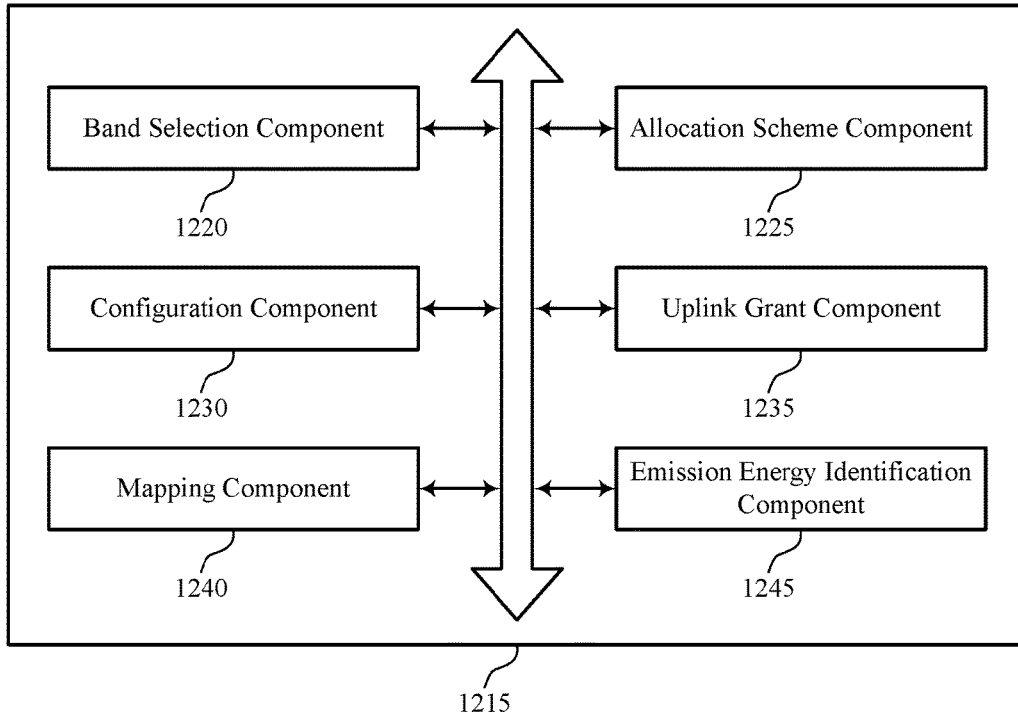 Band Selection Component
Allocation Scheme Component
1220
1225
Configuration Component
Uplink Grant Component
1230
1235
Mapping Component
Emission Energy Identification
Component
1240
1245
1215